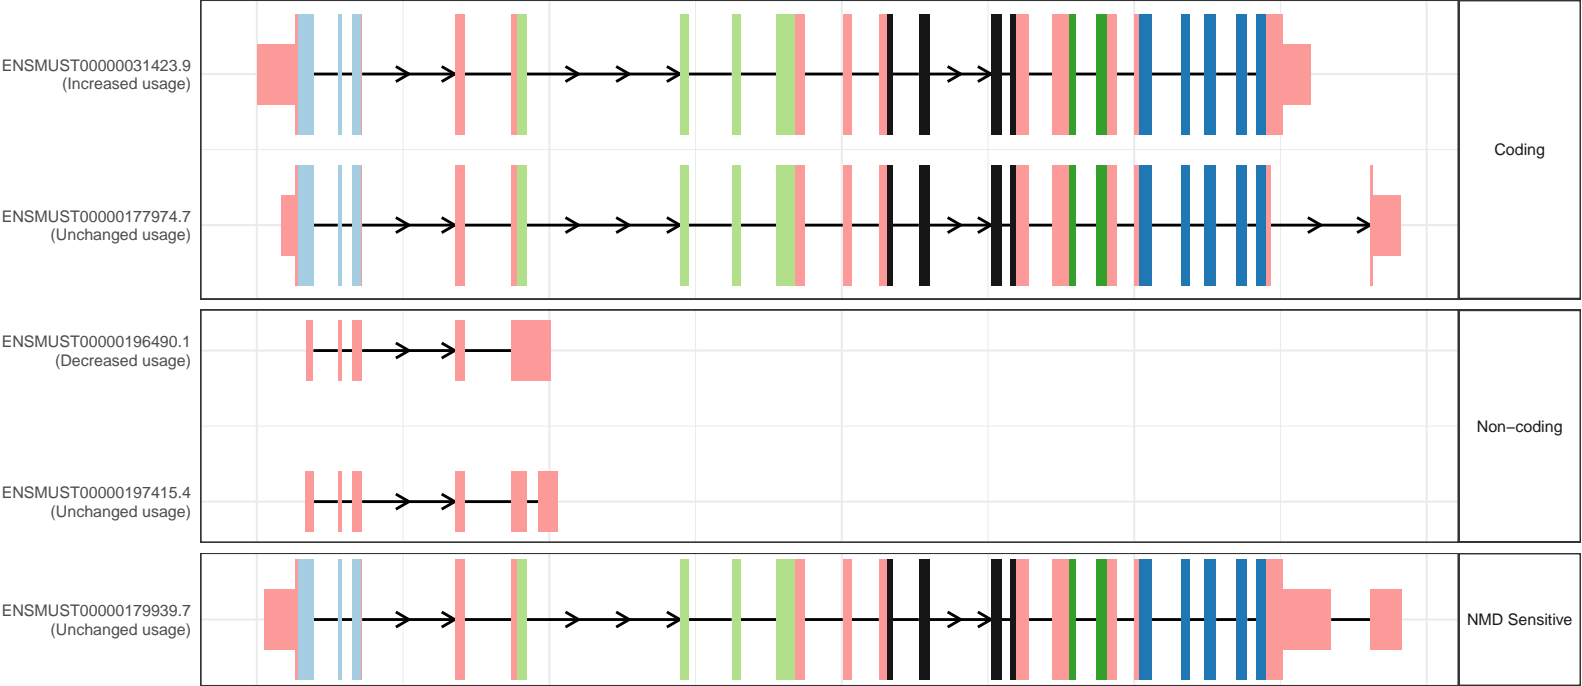 ENSMUST00000031423.9
(Increased usage)
Coding
ENSMUST00000177974.7
(Unchanged usage)
ENSMUST00000196490.1
(Decreased usage)
Non−coding
ENSMUST00000197415.4
(Unchanged usage)
ENSMUST00000179939.7
(Unchanged usage)
NMD Sensitive